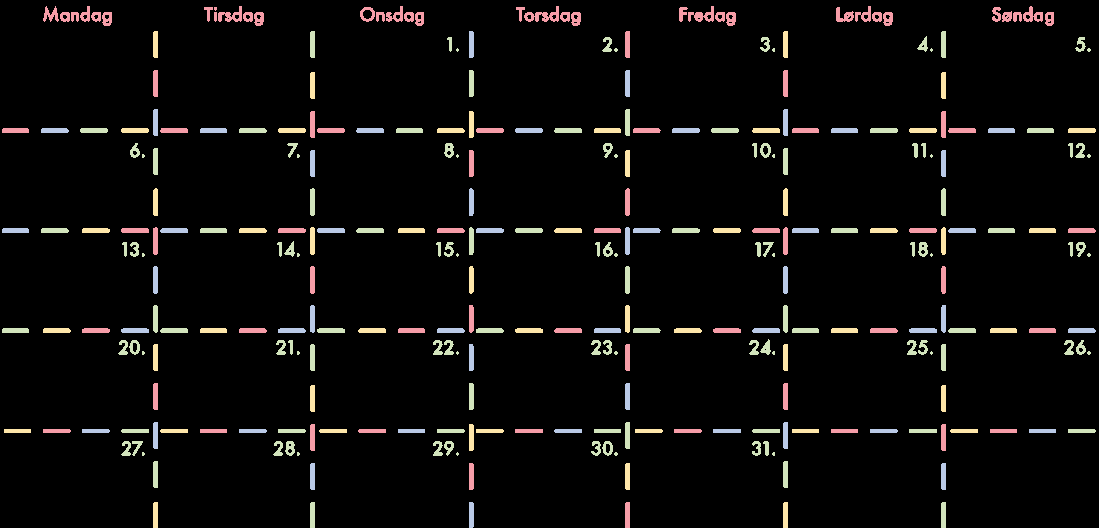 Mandag Tirsdag Onsdag Torsdag Fredag Lørdag Søndag
1. 2. 3. 4. 5.
6. 7. 8. 9. 10. 11. 12.
13. 14. 15. 16. 17. 18. 19.
20. 21. 22. 23. 24. 25. 26.
27. 28. 29. 30. 31.